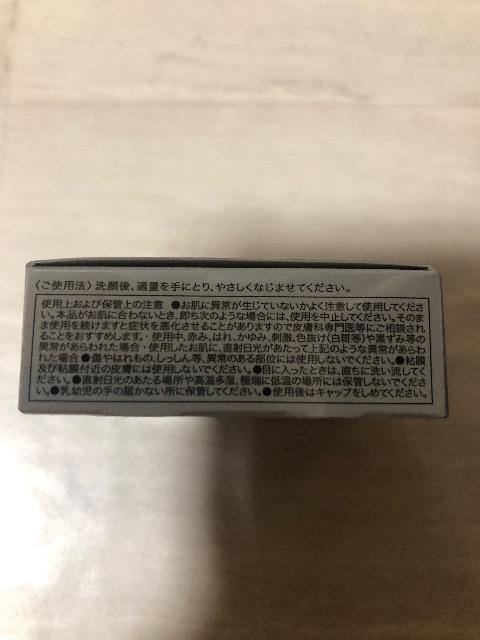 〈ご使用法〉洗顔後、適量を手にとり、やさしくなじませてください。
使用上および保管上の注意 ●お肌に異常が生じていないかよく注意して使用してくださ
い。本品がお肌に合わないとき、即ち次のような場合には、使用を中止してください。そのま
ま使用を続けますと症状を悪化させることがありますので皮膚科専門医等にご相談され
ることをおすすめします。・使用中、赤み、はれ、かゆみ、刺激、色抜け(白斑等)や黒ずみ等の
異常があらわれた場合・使用したお肌に、直射日光があたって上記のような異常があらわ
れた場合 ●傷やはれもの、しっしん等、異常のある部位には使用しないでください。●粘膜
及び粘膜付近の皮膚には使用しないでください。●目に入ったときは、直ちに洗い流してく
ださい。●直射日光のあたる場所や高温多湿、極端に低温の場所には保管しないでくださ
い。●乳幼児の手の届かない所に保管してください。●使用後はキャップをしめてください。